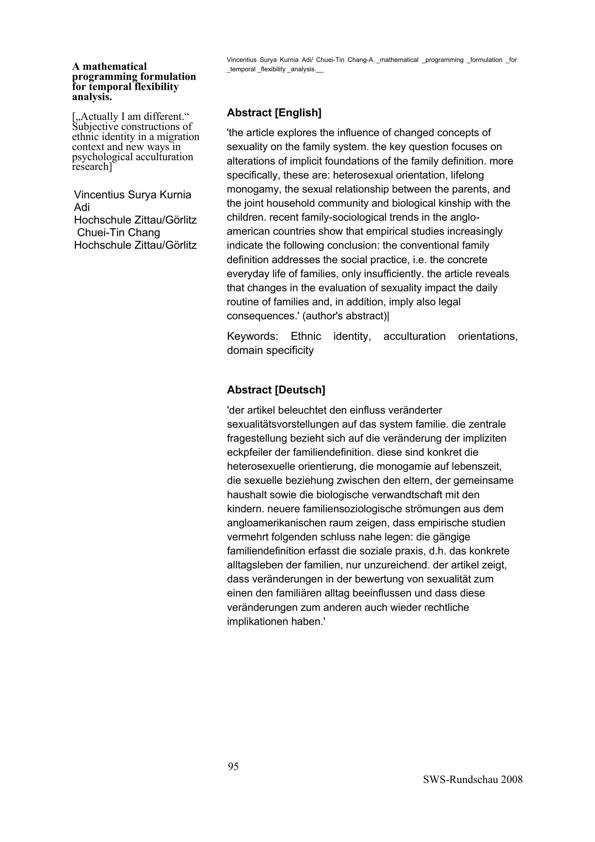 A mathematical
programming formulation
for temporal flexibility
analysis.
[„Actually I am different.“
Subjective constructions of
ethnic identity in a migration
context and new ways in
psychological acculturation
research]
Vincentius Surya Kurnia
Adi
Hochschule Zittau/Görlitz
Chuei-Tin Chang
Hochschule Zittau/Görlitz
Vincentius Surya Kurnia Adi/ Chuei-Tin Chang-A _mathematical _programming _formulation _for
_temporal _flexibility _analysis.__
Abstract [English]
'the article explores the influence of changed concepts of
sexuality on the family system. the key question focuses on
alterations of implicit foundations of the family definition. more
specifically, these are: heterosexual orientation, lifelong
monogamy, the sexual relationship between the parents, and
the joint household community and biological kinship with the
children. recent family-sociological trends in the anglo-
american countries show that empirical studies increasingly
indicate the following conclusion: the conventional family
definition addresses the social practice, i.e. the concrete
everyday life of families, only insufficiently. the article reveals
that changes in the evaluation of sexuality impact the daily
routine of families and, in addition, imply also legal
consequences.' (author's abstract)|
Keywords: Ethnic identity, acculturation orientations,
domain specificity
Abstract [Deutsch]
'der artikel beleuchtet den einfluss veränderter
sexualitätsvorstellungen auf das system familie. die zentrale
fragestellung bezieht sich auf die veränderung der impliziten
eckpfeiler der familiendefinition. diese sind konkret die
heterosexuelle orientierung, die monogamie auf lebenszeit,
die sexuelle beziehung zwischen den eltern, der gemeinsame
haushalt sowie die biologische verwandtschaft mit den
kindern. neuere familiensoziologische strömungen aus dem
angloamerikanischen raum zeigen, dass empirische studien
vermehrt folgenden schluss nahe legen: die gängige
familiendefinition erfasst die soziale praxis, d.h. das konkrete
alltagsleben der familien, nur unzureichend. der artikel zeigt,
dass veränderungen in der bewertung von sexualität zum
einen den familiären alltag beeinflussen und dass diese
veränderungen zum anderen auch wieder rechtliche
implikationen haben.'
95
SWS-Rundschau 2008